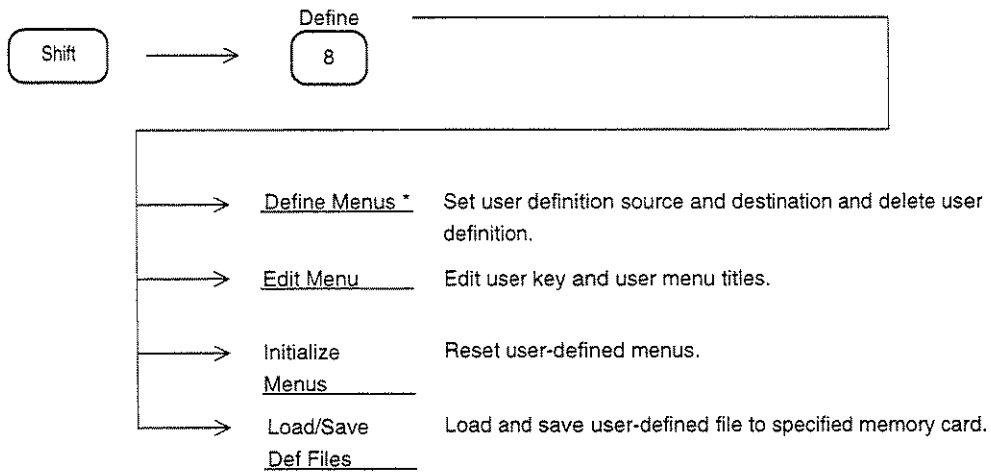 Define
Shift
8
Define Menus * Set user definition source and destination and delete user
definition.
Edit Menu Edit user key and user menu titles.
Initialize Reset user-defined menus.
Menus
Load/Save Load and save user-defined file to specified memory card.
Def Files